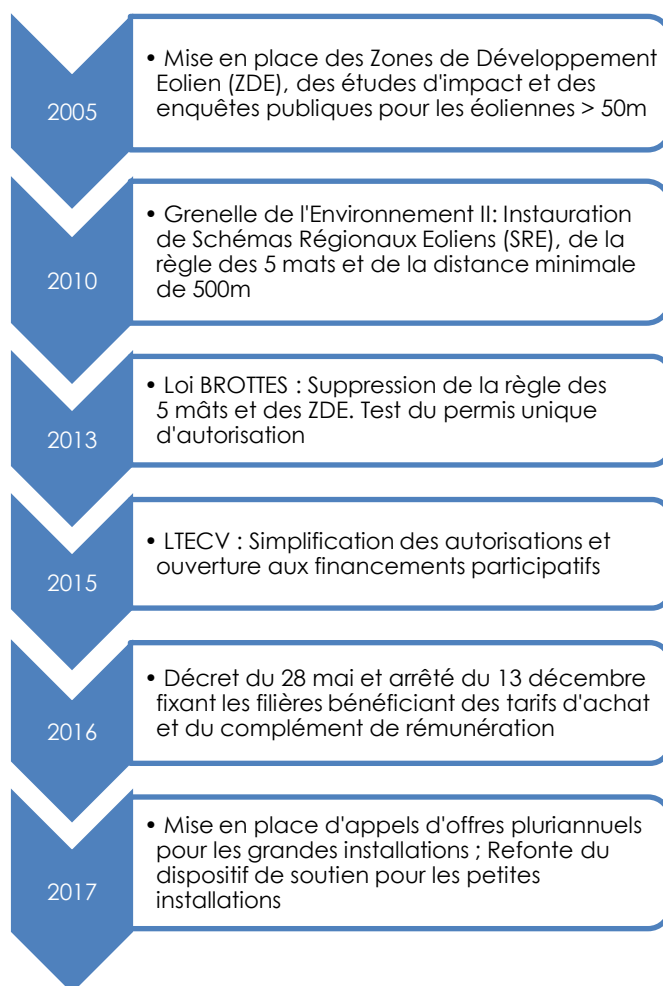 2005
• Mise en place des Zones de Développement
Eolien (ZDE), des études d'impact et des
enquêtes publiques pour les éoliennes > 50m
2010
• Grenelle de l'Environnement II: Instauration
de Schémas Régionaux Eoliens (SRE), de la
règle des 5 mats et de la distance minimale
de 500m
2013
• Loi BROTTES : Suppression de la règle des
5 mâts et des ZDE. Test du permis unique
d'autorisation
2015
• LTECV : Simplification des autorisations et
ouverture aux financements participatifs
2016
• Décret du 28 mai et arrêté du 13 décembre
fixant les filières bénéficiant des tarifs d'achat
et du complément de rémunération
2017
• Mise en place d'appels d'offres pluriannuels
pour les grandes installations ; Refonte du
dispositif de soutien pour les petites
installations